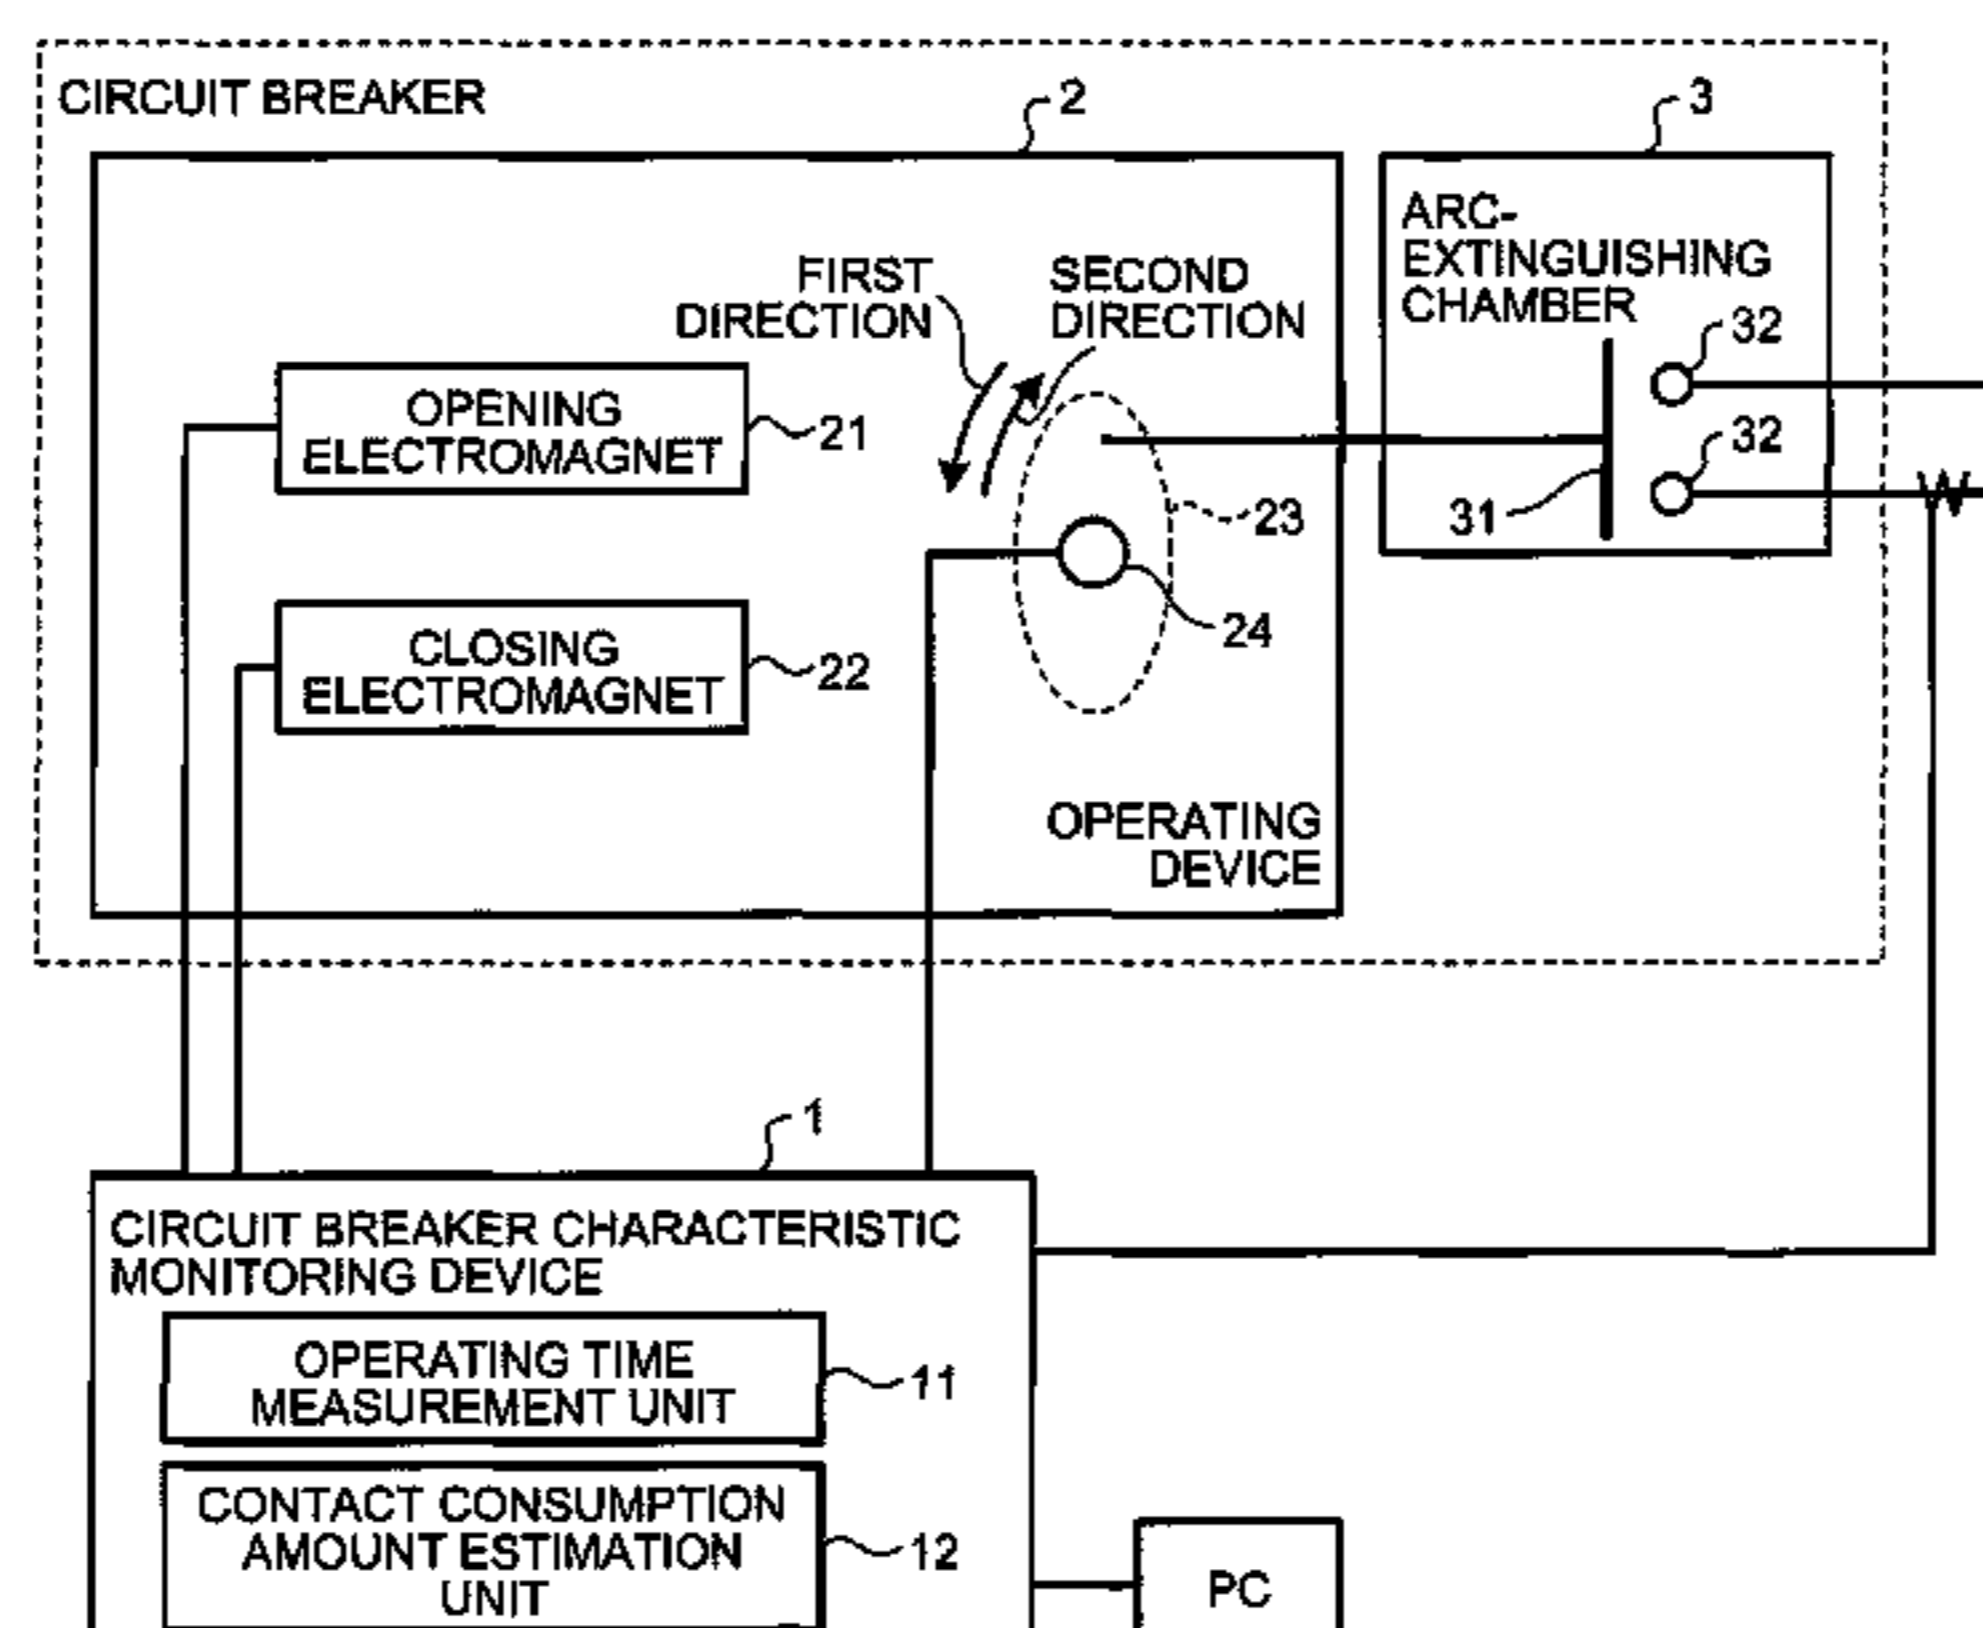 CIRCUIT BREAKER
2
3
ARC-
EXTINGUISHING
CHAMBER
FIRST
DIRECTION
SECOND
DIRECTION
32
OPENING
ELECTROMAGNET
21
32
31
23
24
CLOSING
ELECTROMAGNET
22
OPERATING
DEVICE
1
CIRCUIT BREAKER CHARACTERISTIC
MONITORING DEVICE
OPERATING TIME
MEASUREMENT UNIT
11
CONTACT CONSUMPTION
AMOUNT ESTIMATION
UNIT
12
PC